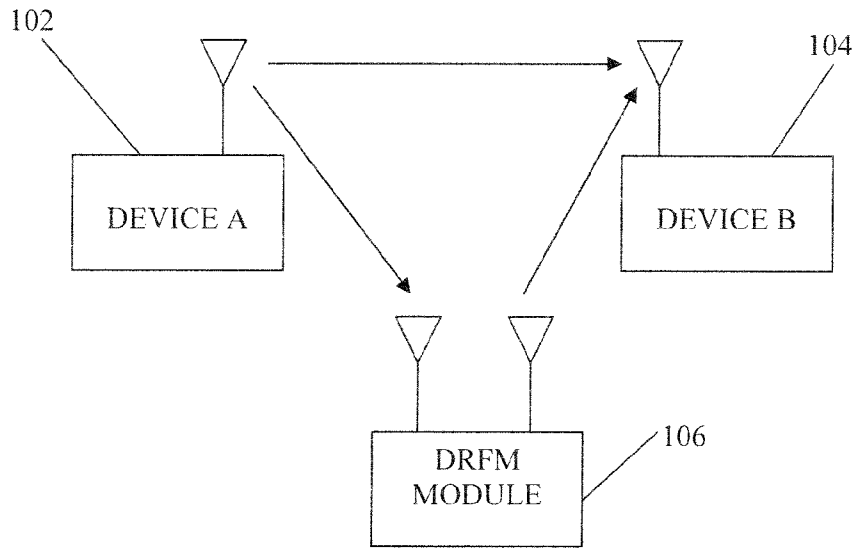 102
104
DEVICE A
DEVICE B
DRFM
MODULE
106